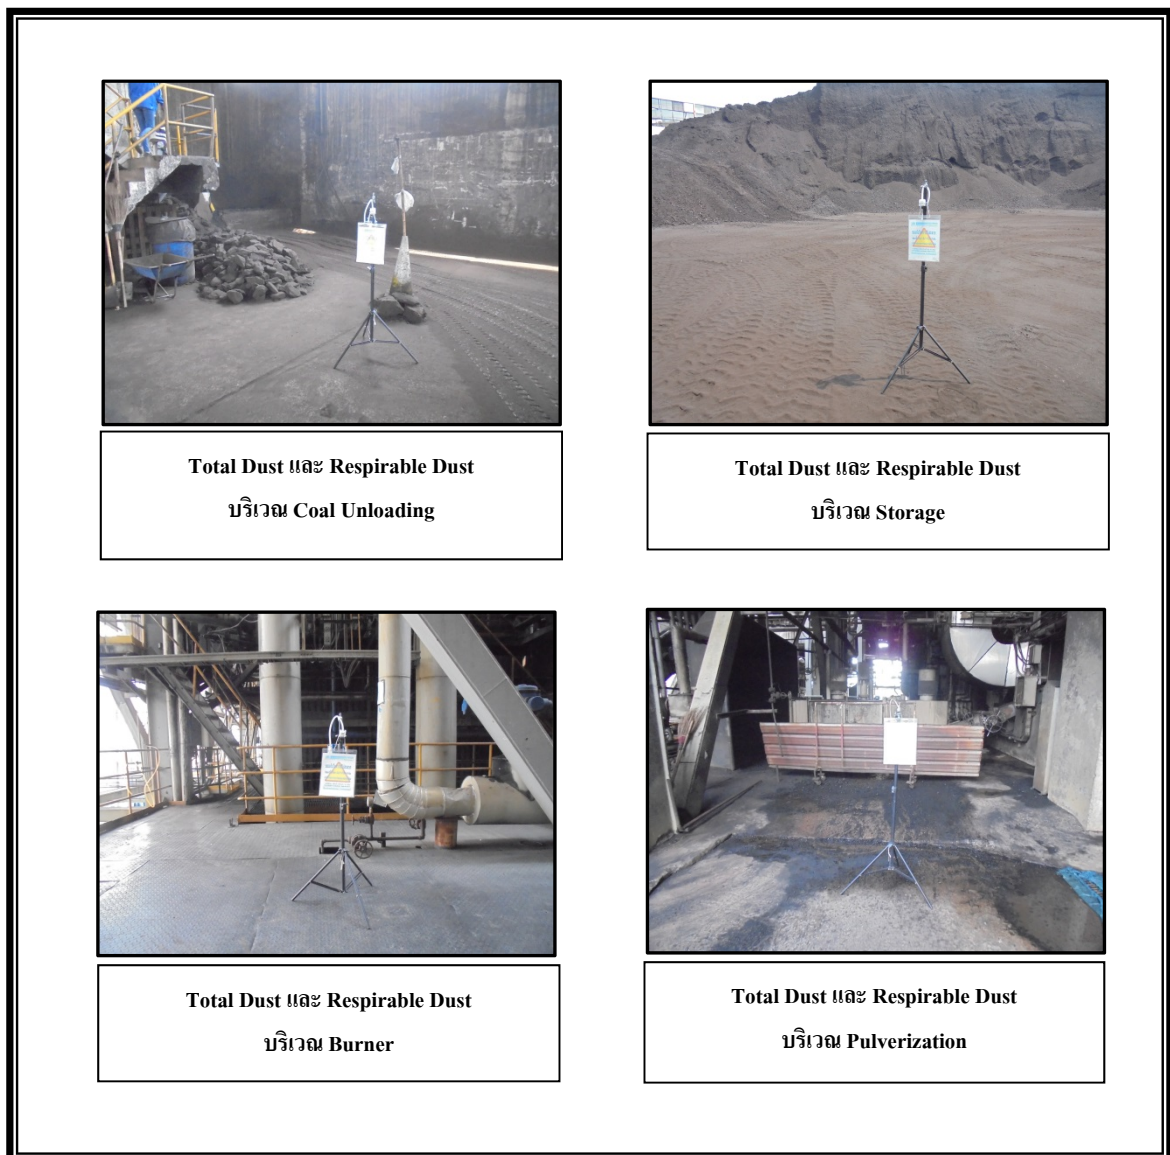 Total Dust และ Respirable Dust
บริเวณ Coal Unloading
Total Dust และ Respirable Dust
บริเวณ Storage
Total Dust และ Respirable Dust
บริเวณ Burner
Total Dust และ Respirable Dust
บริเวณ Pulverization